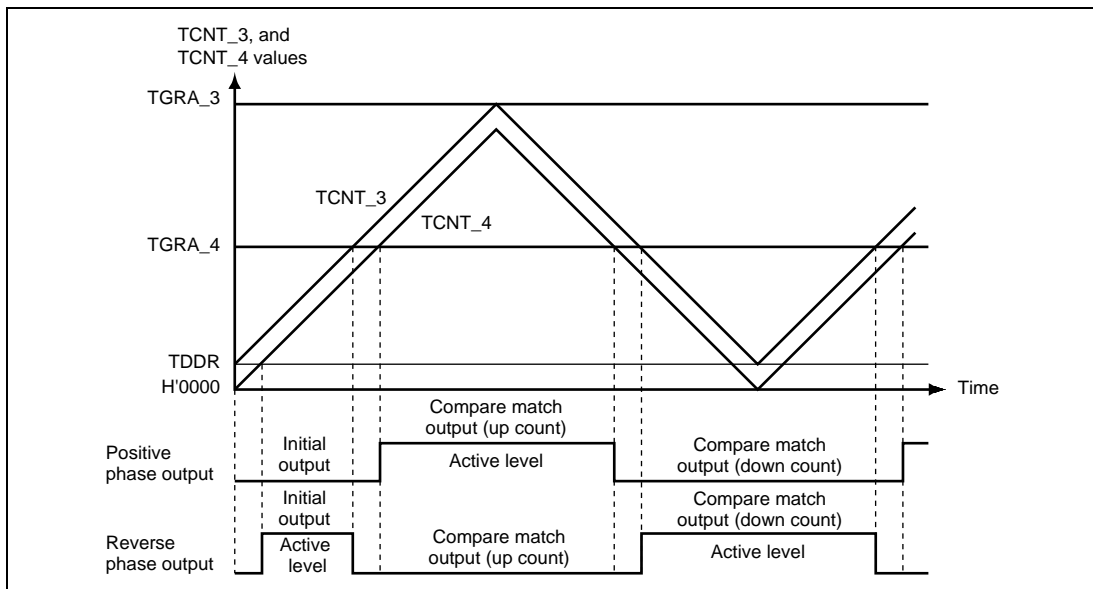 TCNT_3, and
TCNT_4 values
TGRA_3
TCNT_3
TCNT_4
TGRA_4
TDDR
H'0000
Time
Positive
phase output
Initial
output
Compare match
output (up count)
Active level
Compare match
output (down count)
Reverse
phase output
Initial
output
Active
level
Compare match
output (up count)
Compare match
output (down count)
Active level